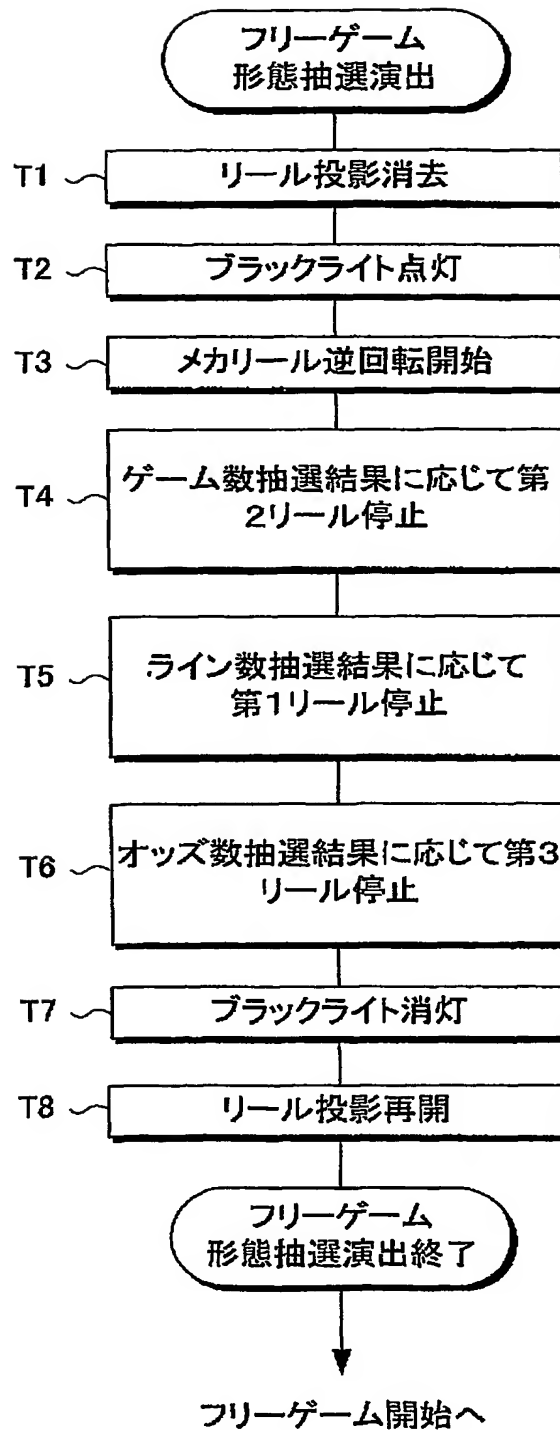 フリーゲーム
形態抽選演出
T1 リール投影消去
T2 ブラックライト点灯
T3 メカリール逆回転開始
T4 ゲーム数抽選結果に応じて第
2リール停止
T5 ライン数抽選結果に応じて
第1リール停止
T6 オッズ数抽選結果に応じて第3
リール停止
T7 ブラックライト消灯
T8 リール投影再開
フリーゲーム
形態抽選演出終了
フリーゲーム開始へ